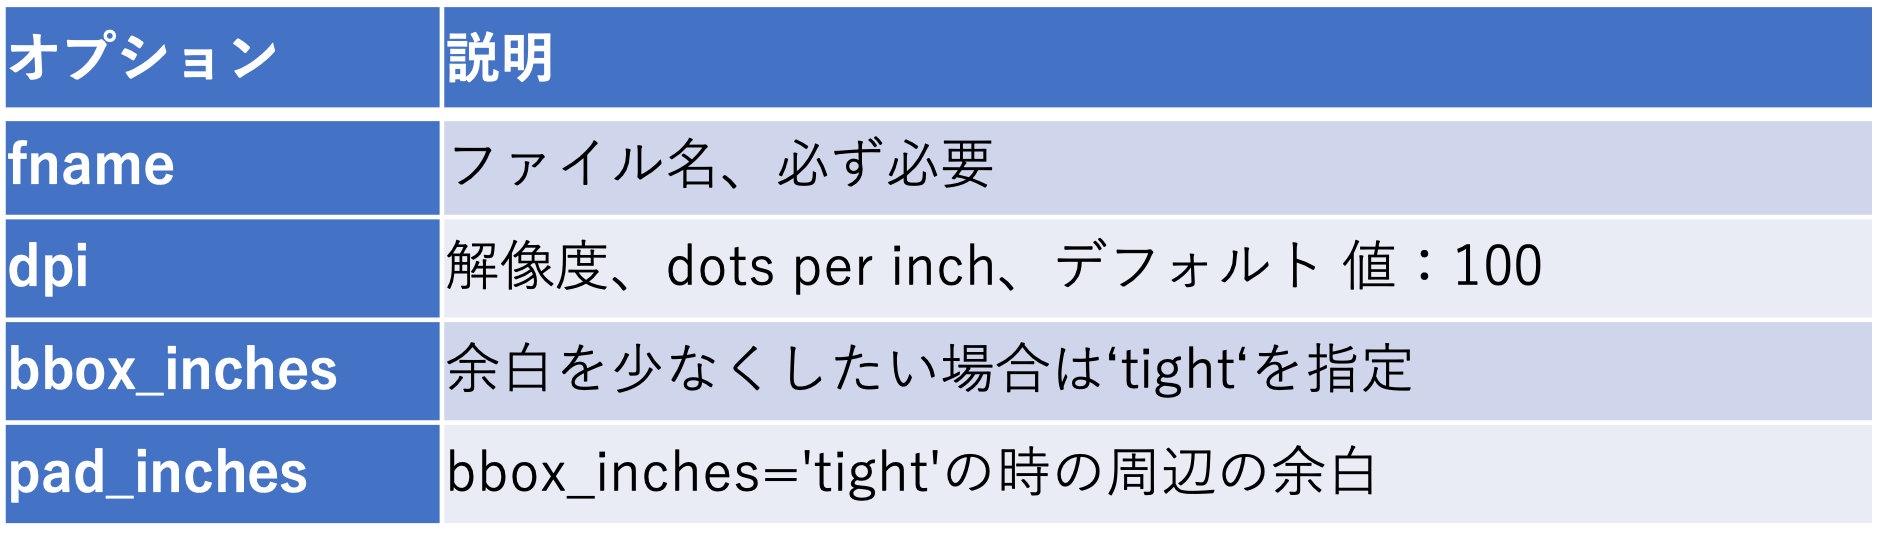 オプション 説明
fname ファイル名、必ず必要
dpi 解像度、dots per inch、デフォルト 値：100
bbox_inches 余白を少なくしたい場合は‘tight‘を指定
pad_inches bbox_inches='tight'の時の周辺の余白